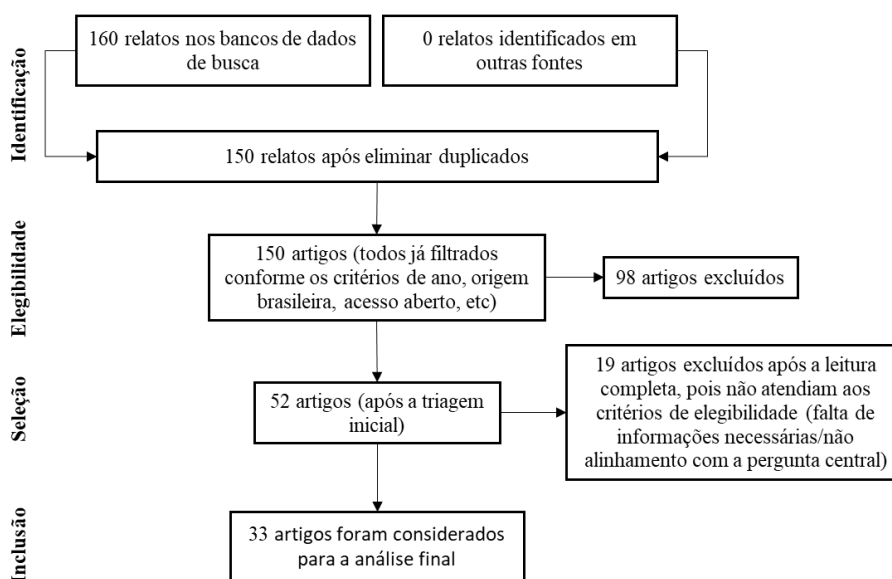 Identificação
160 relatos nos bancos de dados
de busca
0 relatos identificados em
outras fontes
150 relatos após eliminar duplicados
Elegibilidade
150 artigos (todos já filtrados
conforme os critérios de ano, origem
brasileira, acesso aberto, etc)
98 artigos excluídos
Seleção
52 artigos (após a triagem
inicial)
19 artigos excluídos após a leitura
completa, pois não atendiam aos
critérios de elegibilidade (falta de
informações necessárias/não
alinhamento com a pergunta central)
Inclusão
33 artigos foram considerados
para a análise final